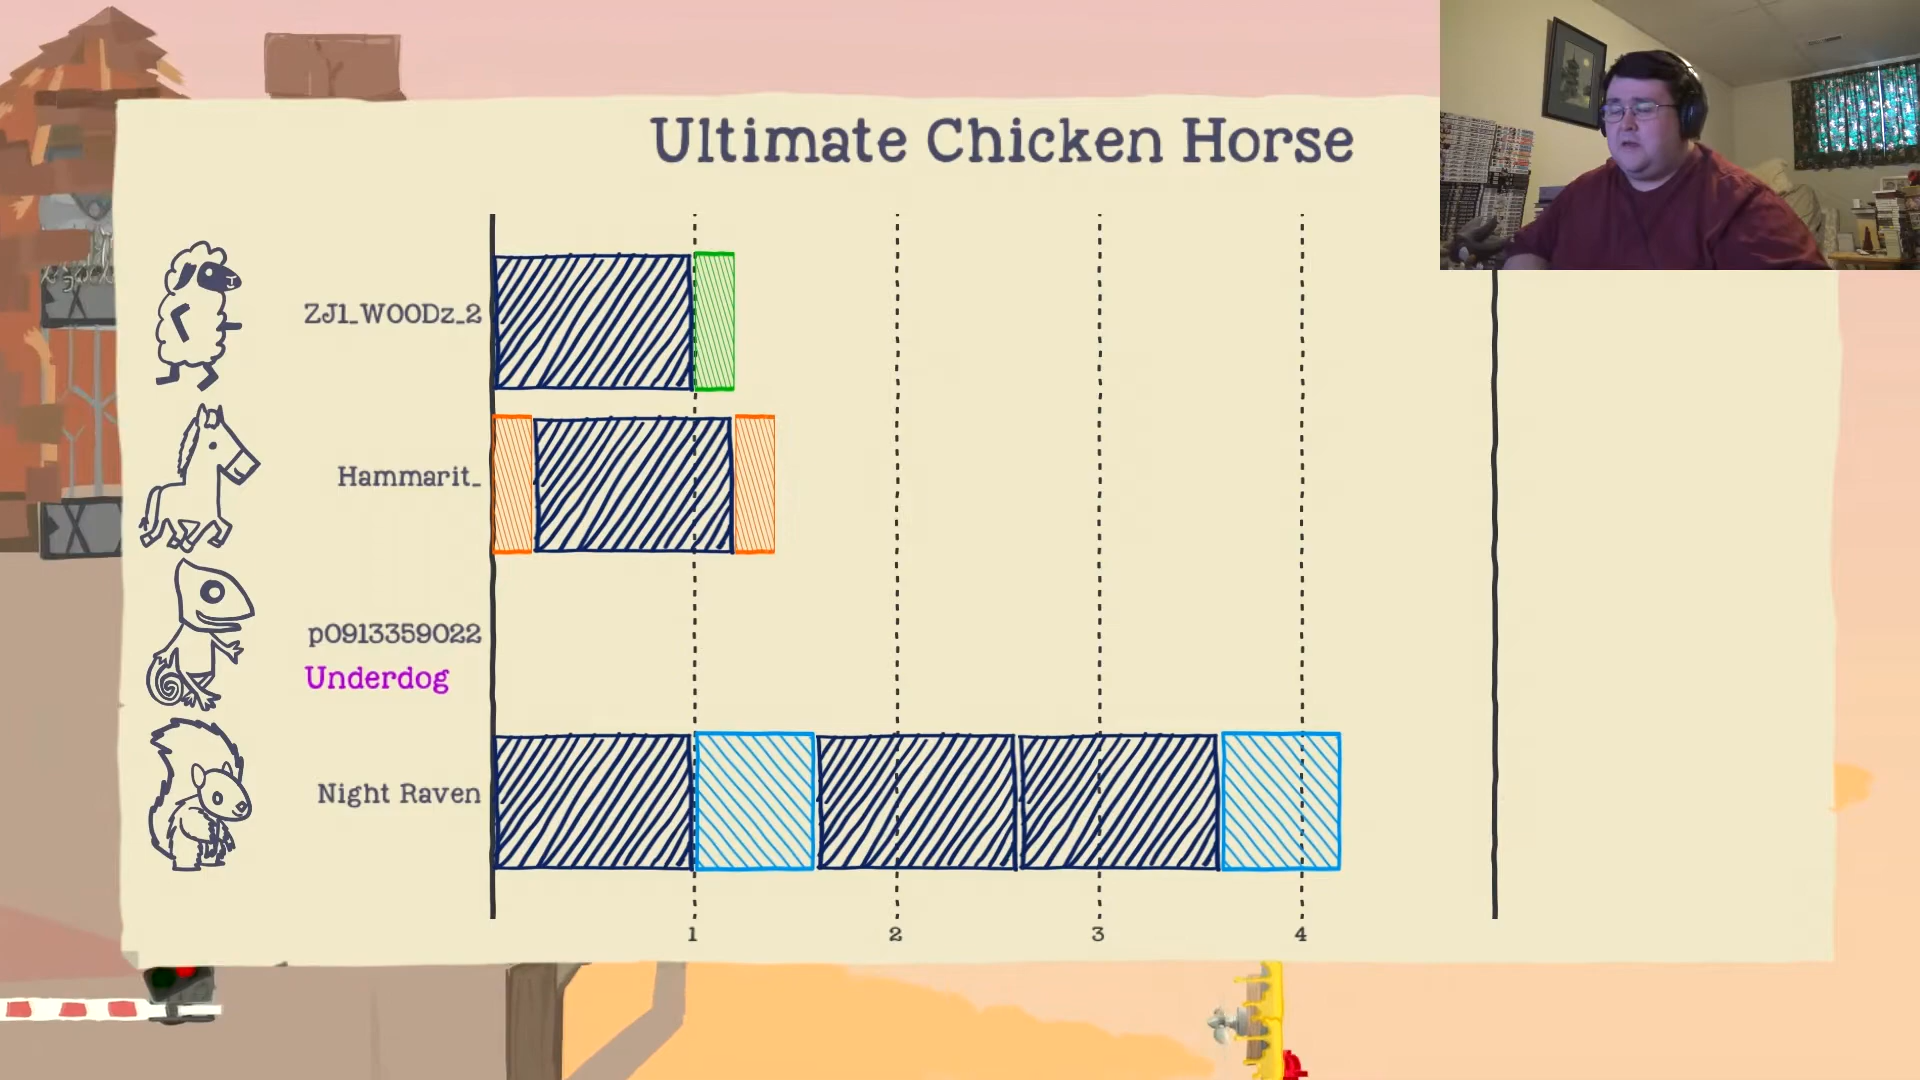 Ultimate Chicken Horse
ZJ1_WOODz_2
Hammarit_
p0913359022
Underdog
Night Raven
1 2 3 4